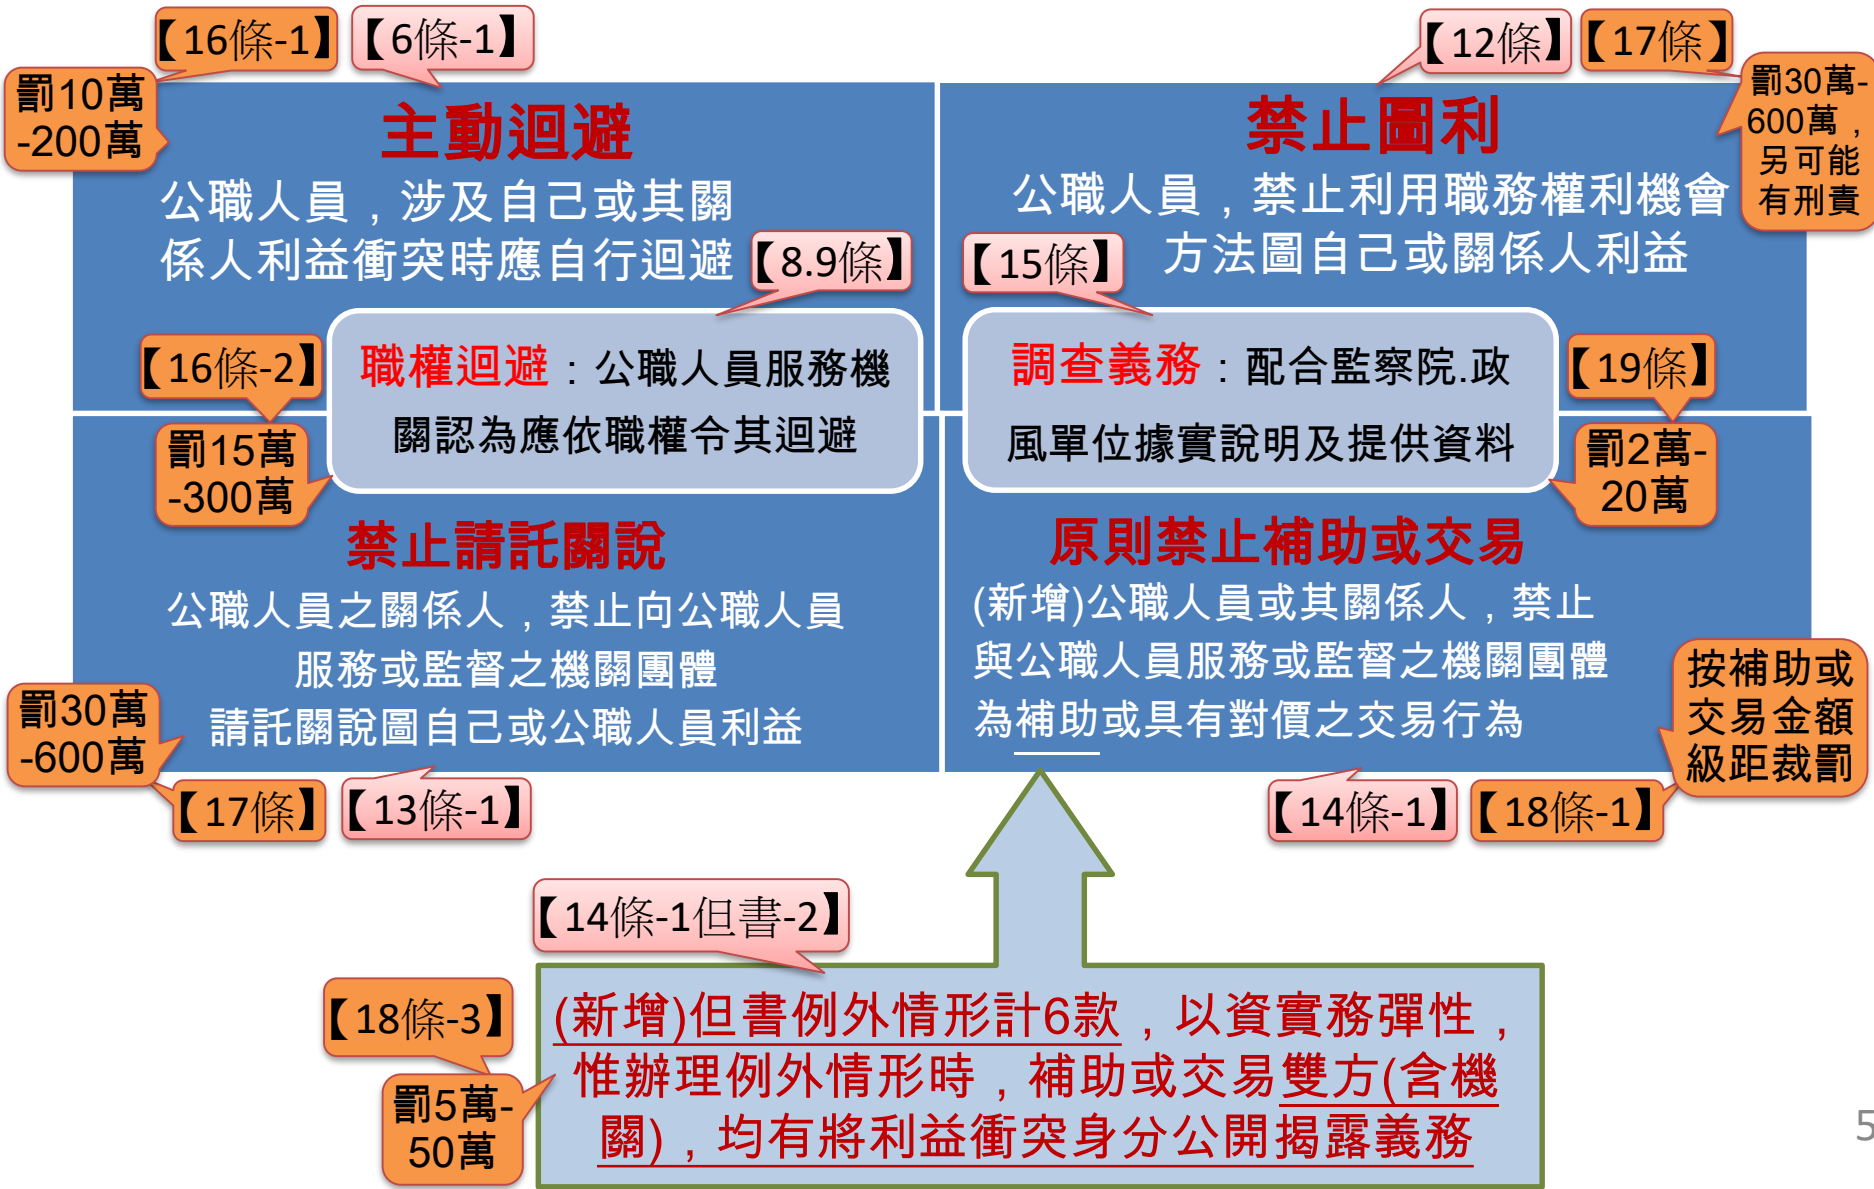 【16條-1】
【6條-1】
罰10萬
-200萬
主動迴避
公職人員，涉及自己或其關
係人利益衝突時應自行迴避
【8.9條】
【12條】
【17條】
罰30萬-
600萬，
另可能
有刑責
禁止圖利
公職人員，禁止利用職務權利機會
方法圖自己或關係人利益
【15條】
【16條-2】
罰15萬
-300萬
職權迴避：公職人員服務機
關認為應依職權令其迴避
調查義務：配合監察院.政
風單位據實說明及提供資料
【19條】
罰2萬-
20萬
禁止請託關說
公職人員之關係人，禁止向公職人員
服務或監督之機關團體
請託關說圖自己或公職人員利益
罰30萬
-600萬
【17條】
【13條-1】
原則禁止補助或交易
(新增)公職人員或其關係人，禁止
與公職人員服務或監督之機關團體
為補助或具有對價之交易行為
按補助或
交易金額
級距裁罰
【14條-1】
【18條-1】
【14條-1但書-2】
【18條-3】
罰5萬-
50萬
(新增)但書例外情形計6款，以資實務彈性，
惟辦理例外情形時，補助或交易雙方(含機
關)，均有將利益衝突身分公開揭露義務
5